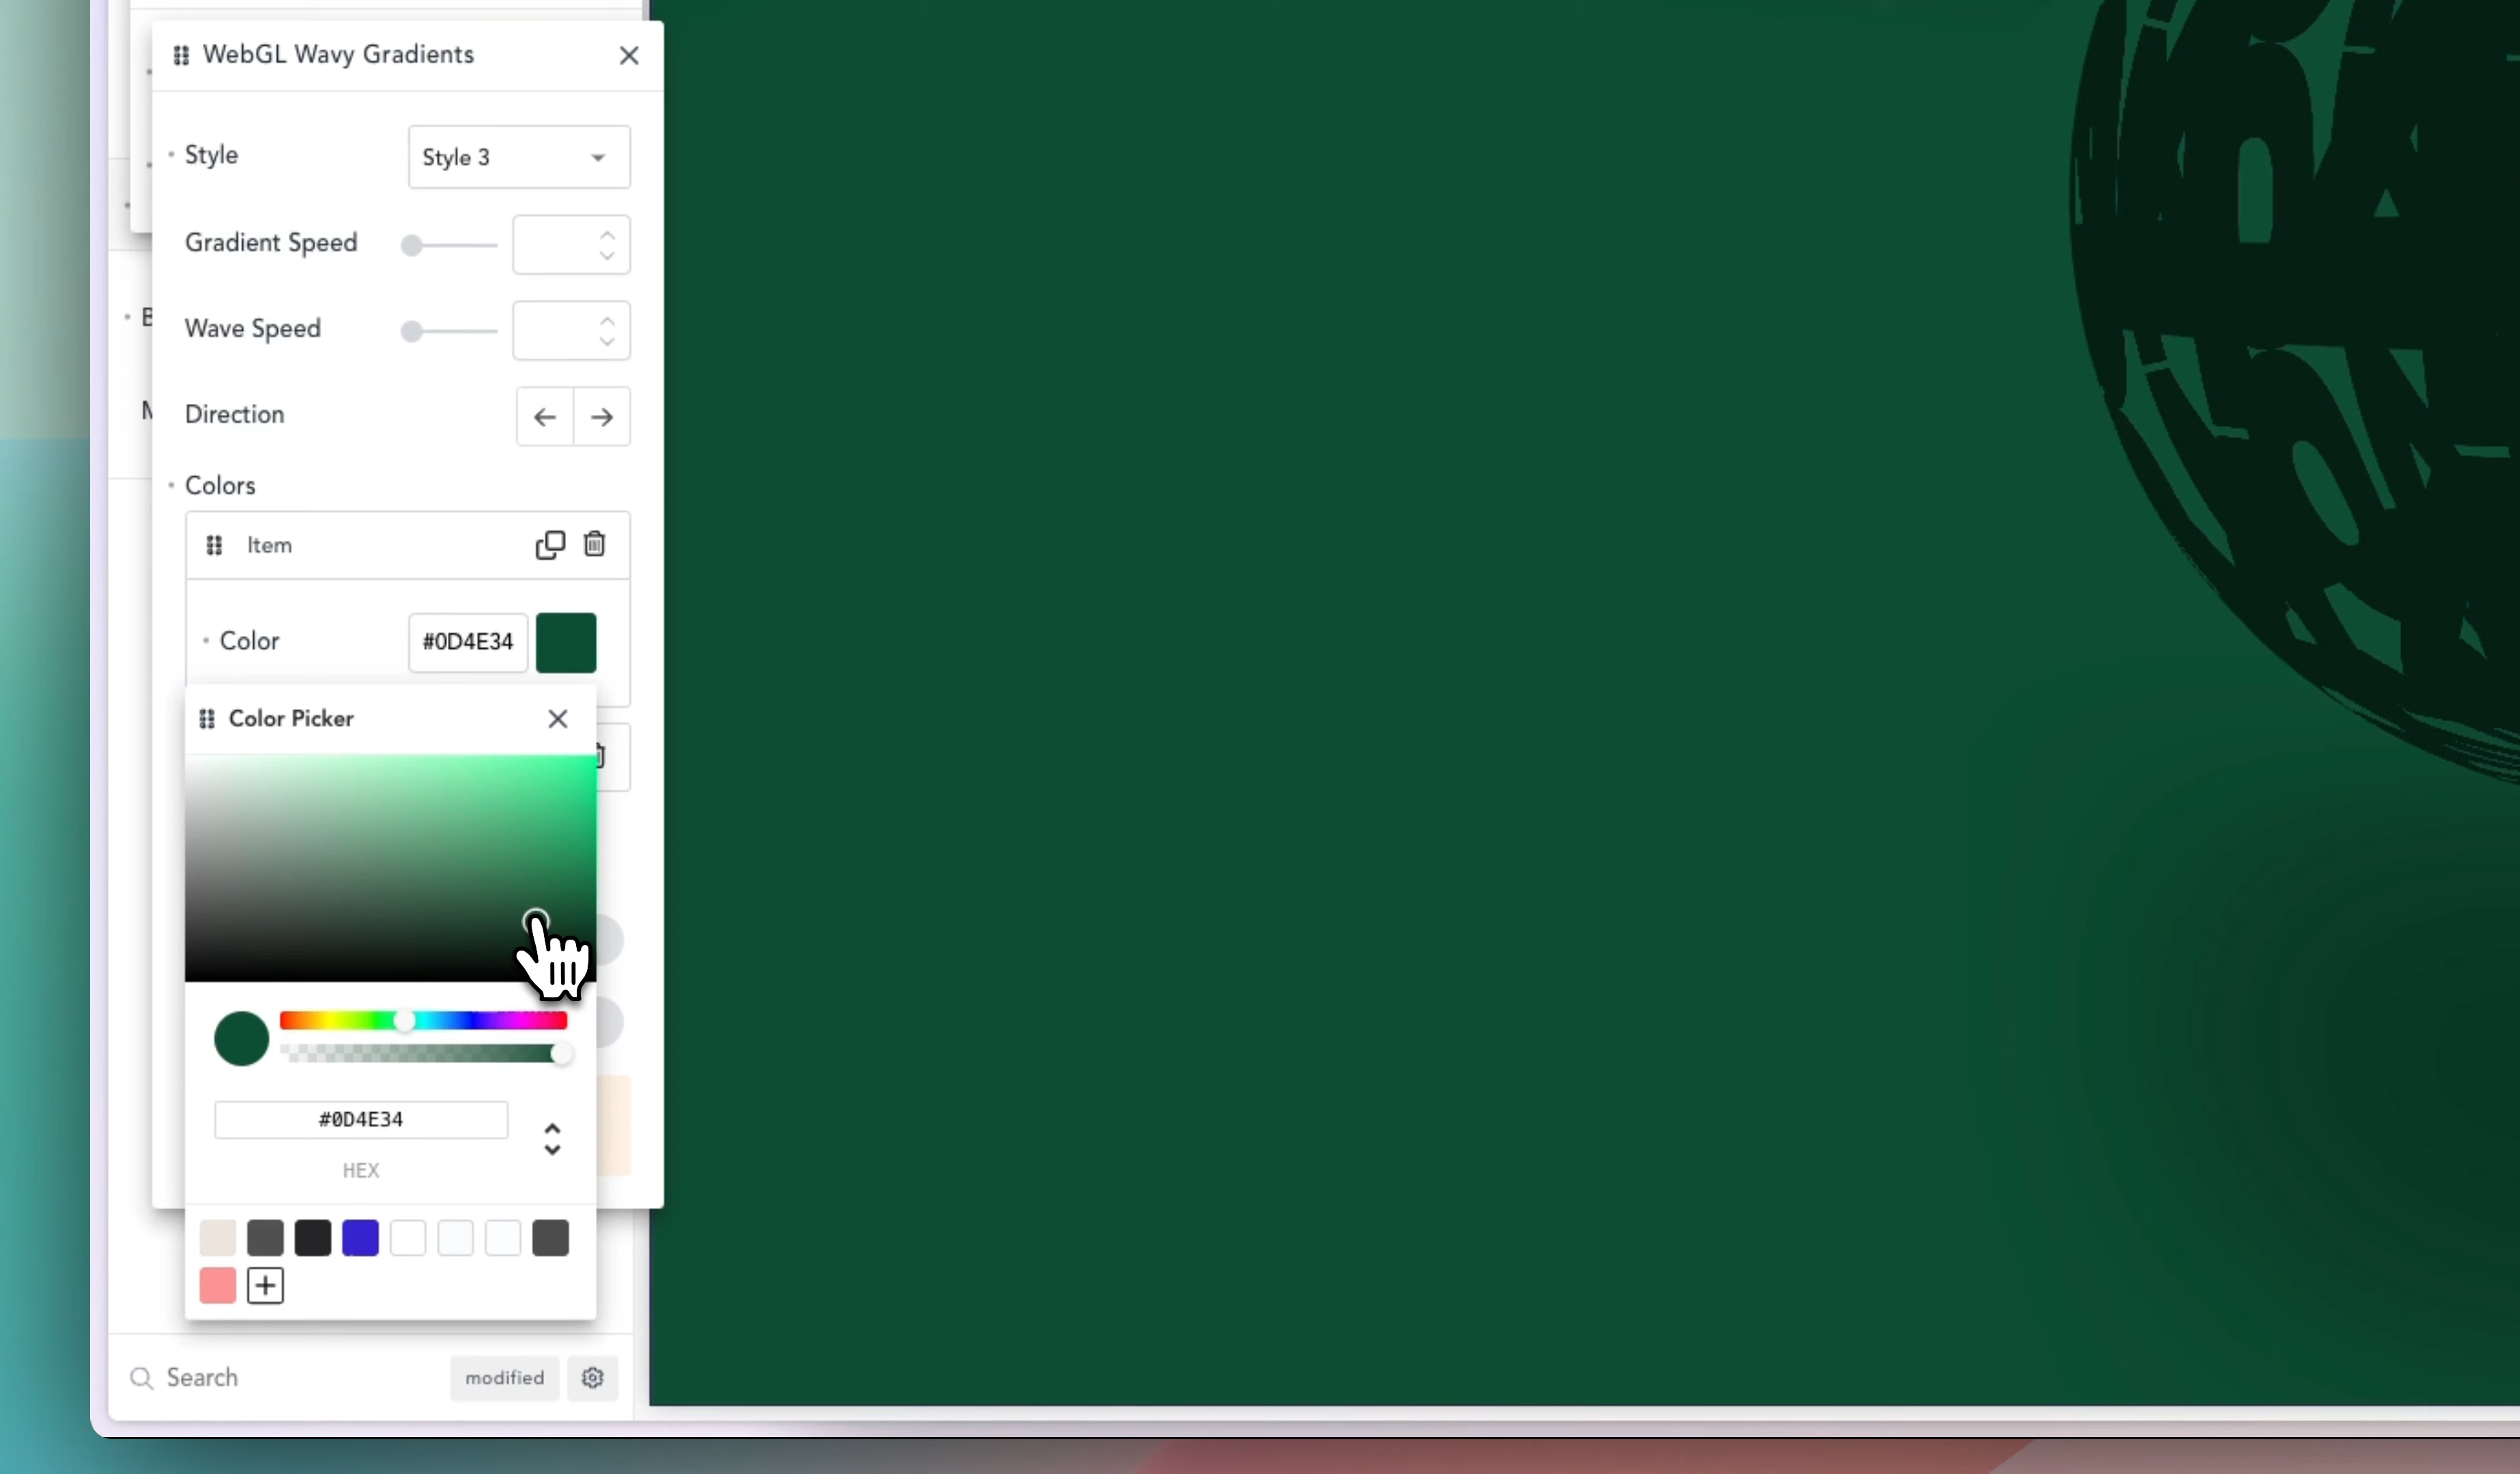 WebGL Wavy Gradients
Style
Style 3
Gradient Speed
Wave Speed
Direction
Colors
Item
Color
#0D4E34
Color Picker
#0D4E34
HEX
Search
modified